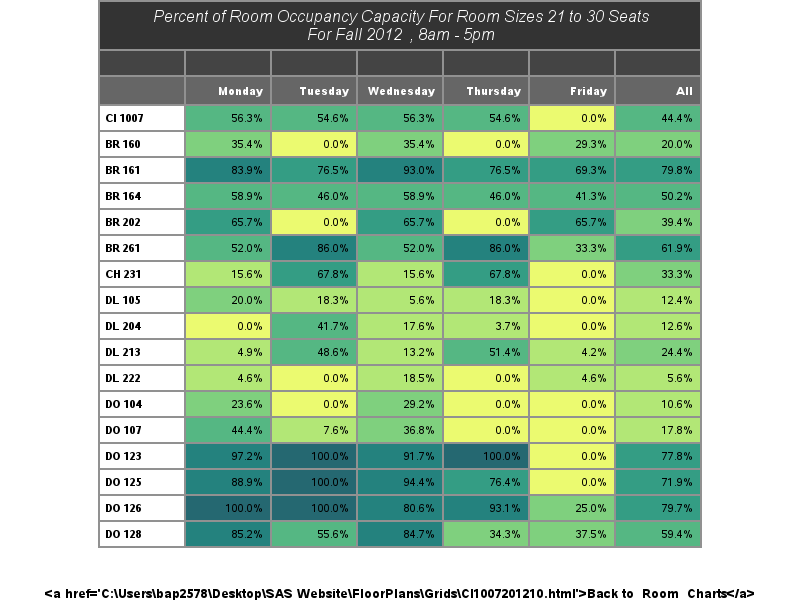 Percent of Room Occupancy Capacity For Room Sizes 21 to 30 Seats
For Fall 2012 , 8am - 5pm
Monday Tuesday Wednesday Thursday Friday All
CI 1007 56.3% 54.6% 56.3% 54.6% 0.0% 44.4%
BR 160 35.4% 0.0% 35.4% 0.0% 29.3% 20.0%
BR 161 83.9% 76.5% 93.0% 76.5% 69.3% 79.8%
BR 164 58.9% 46.0% 58.9% 46.0% 41.3% 50.2%
BR 202 65.7% 0.0% 65.7% 0.0% 65.7% 39.4%
BR 261 52.0% 86.0% 52.0% 86.0% 33.3% 61.9%
CH 231 15.6% 67.8% 15.6% 67.8% 0.0% 33.3%
DL 105 20.0% 18.3% 5.6% 18.3% 0.0% 12.4%
DL 204 0.0% 41.7% 17.6% 3.7% 0.0% 12.6%
DL 213 4.9% 48.6% 13.2% 51.4% 4.2% 24.4%
DL 222 4.6% 0.0% 18.5% 0.0% 4.6% 5.6%
DO 104 23.6% 0.0% 29.2% 0.0% 0.0% 10.6%
DO 107 44.4% 7.6% 36.8% 0.0% 0.0% 17.8%
DO 123 97.2% 100.0% 91.7% 100.0% 0.0% 77.8%
DO 125 88.9% 100.0% 94.4% 76.4% 0.0% 71.9%
DO 126 100.0% 100.0% 80.6% 93.1% 25.0% 79.7%
DO 128 85.2% 55.6% 84.7% 34.3% 37.5% 59.4%
<a href='C:\Users\bap2578\Desktop\SAS Website\FloorPlans\Grids\CI1007201210.html'>Back to Room Charts</a>